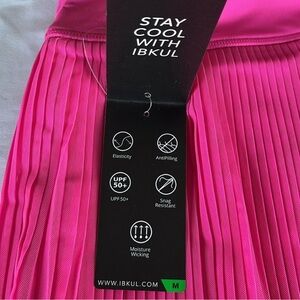 STAY
COOL
WITH
IBKUL
Elasticity
AntiPilling
UPF
50+
UPF 50+
Snag
Resistant
Moisture
Wicking
WWW.IBKUL.COM
M